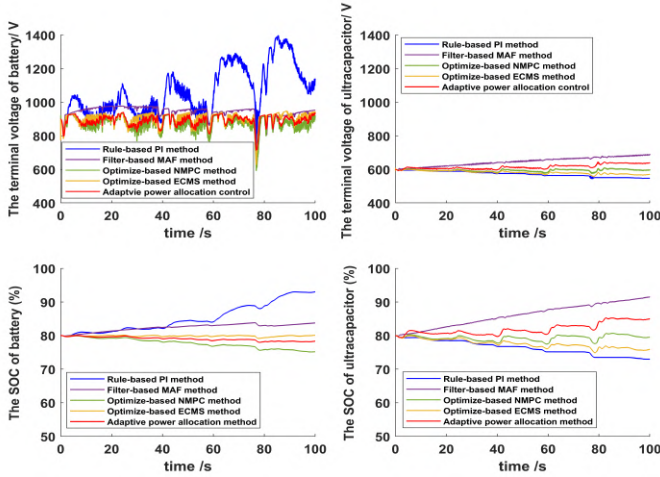 The terminal voltage of battery/ V
1400
1200
1000
800
600
400
Rule-based PI method
Filter-based MAF method
Optimize-based NMPC method
Optimize-based ECMS method
Adaptvie power allocation control
0 20 40 60 80 100
time /s
The terminal voltage of ultracapacitor/ V
1400
1200
1000
800
600
400
Rule-based PI method
Filter-based MAF method
Optimize-based NMPC method
Optimize-based ECMS method
Adaptive power allocation control
0 20 40 60 80 100
time /s
The SOC of battery (%)
100
90
80
70
60
50
Rule-based PI method
Filter-based MAF method
Optimize-based NMPC method
Optimize-based ECMS method
Adaptive power allocation method
0 20 40 60 80 100
time /s
The SOC of ultracapacitor (%)
100
90
80
70
60
50
Rule-based PI method
Filter-based MAF method
Optimize-based NMPC method
Optimize-based ECMS method
Adaptive power allocation method
0 20 40 60 80 100
time /s